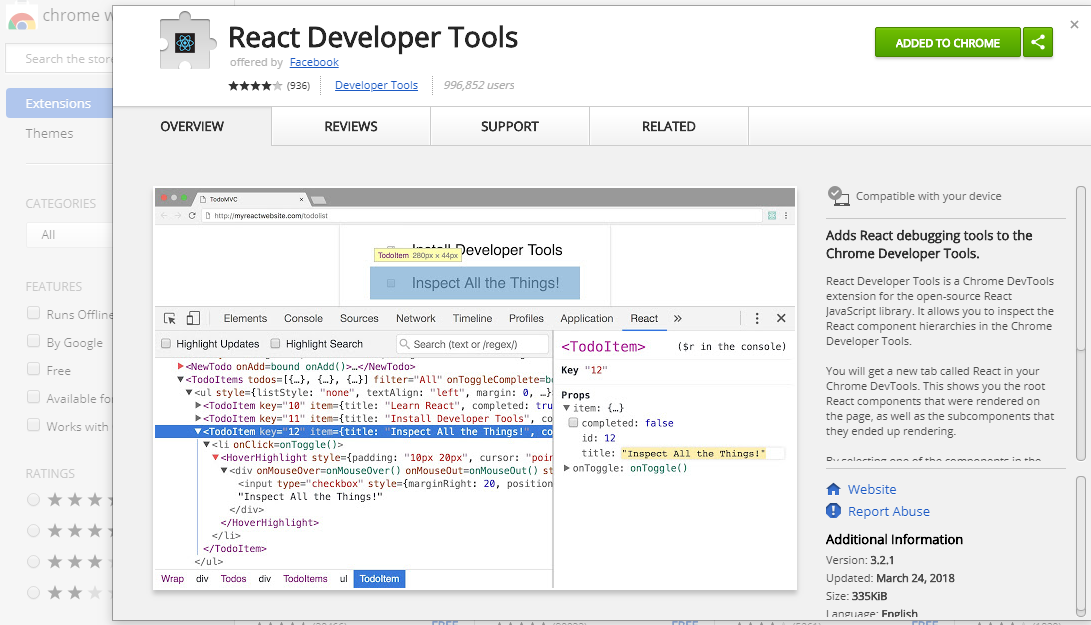 chrome w
Search the store
Extensions
Themes
CATEGORIES
All
FEATURES
Runs Offline
By Google
Free
Available for
Works with
RATINGS
React Developer Tools
offered by Facebook
(936) Developer Tools 996,852 users
ADDED TO CHROME
OVERVIEW REVIEWS SUPPORT RELATED
TodoMVC
http://myreactwebsite.com/todolist
Install Developer Tools
TodoItem 280px × 44px
Inspect All the Things!
Elements Console Sources Network Timeline Profiles Application React »
Highlight Updates Highlight Search Search (text or /regex/)
<NewTodo onAdd=bound onAdd()>…</NewTodo>
<TodoItems todos=[{…}, {…}, {…}] filter="All" onToggleComplete=bo
<ul style={listStyle: "none", textAlign: "left", margin: 0, …}
<TodoItem key="10" item={title: "Learn React", completed: tru
<TodoItem key="11" item={title: "Install Developer Tools", co
<TodoItem key="12" item={title: "Inspect All the Things!", co
<li onClick=onToggle()>
<HoverHighlight style={padding: "10px 20px", cursor: "poin
<div onMouseOver=onMouseOver() onMouseOut=onMouseOut() st
<input type="checkbox" style={marginRight: 20, position
"Inspect All the Things!"
</div>
</HoverHighlight>
</li>
</TodoItem>
</ul>
Wrap div Todos div TodoItems ul TodoItem
<TodoItem> ($r in the console)
Key "12"
Props
item: {…}
completed: false
id: 12
title: "Inspect All the Things!"
onToggle: onToggle()
Compatible with your device
Adds React debugging tools to the
Chrome Developer Tools.
React Developer Tools is a Chrome DevTools
extension for the open-source React
JavaScript library. It allows you to inspect the
React component hierarchies in the Chrome
Developer Tools.
You will get a new tab called React in your
Chrome DevTools. This shows you the root
React components that were rendered on
the page, as well as the subcomponents that
they ended up rendering.
By selecting one of the components in the
Website
Report Abuse
Additional Information
Version: 3.2.1
Updated: March 24, 2018
Size: 335KiB
Language: English